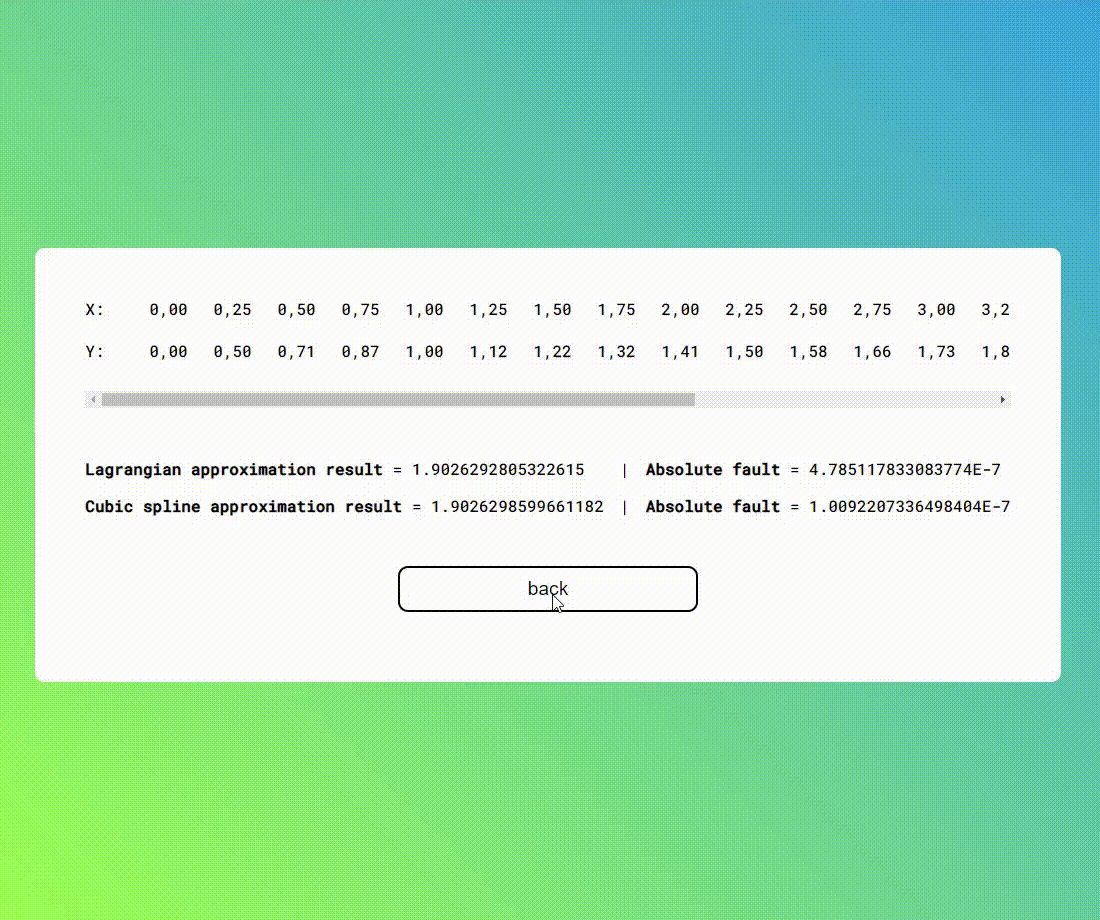 X: 0,00 0,25 0,50 0,75 1,00 1,25 1,50 1,75 2,00 2,25 2,50 2,75 3,00 3,2
Y: 0,00 0,50 0,71 0,87 1,00 1,12 1,22 1,32 1,41 1,50 1,58 1,66 1,73 1,8
Lagrangian approximation result = 1.9026292805322615 | Absolute fault = 4.785117833083774E-7
Cubic spline approximation result = 1.9026298599661182 | Absolute fault = 1.0092207336498404E-7
back